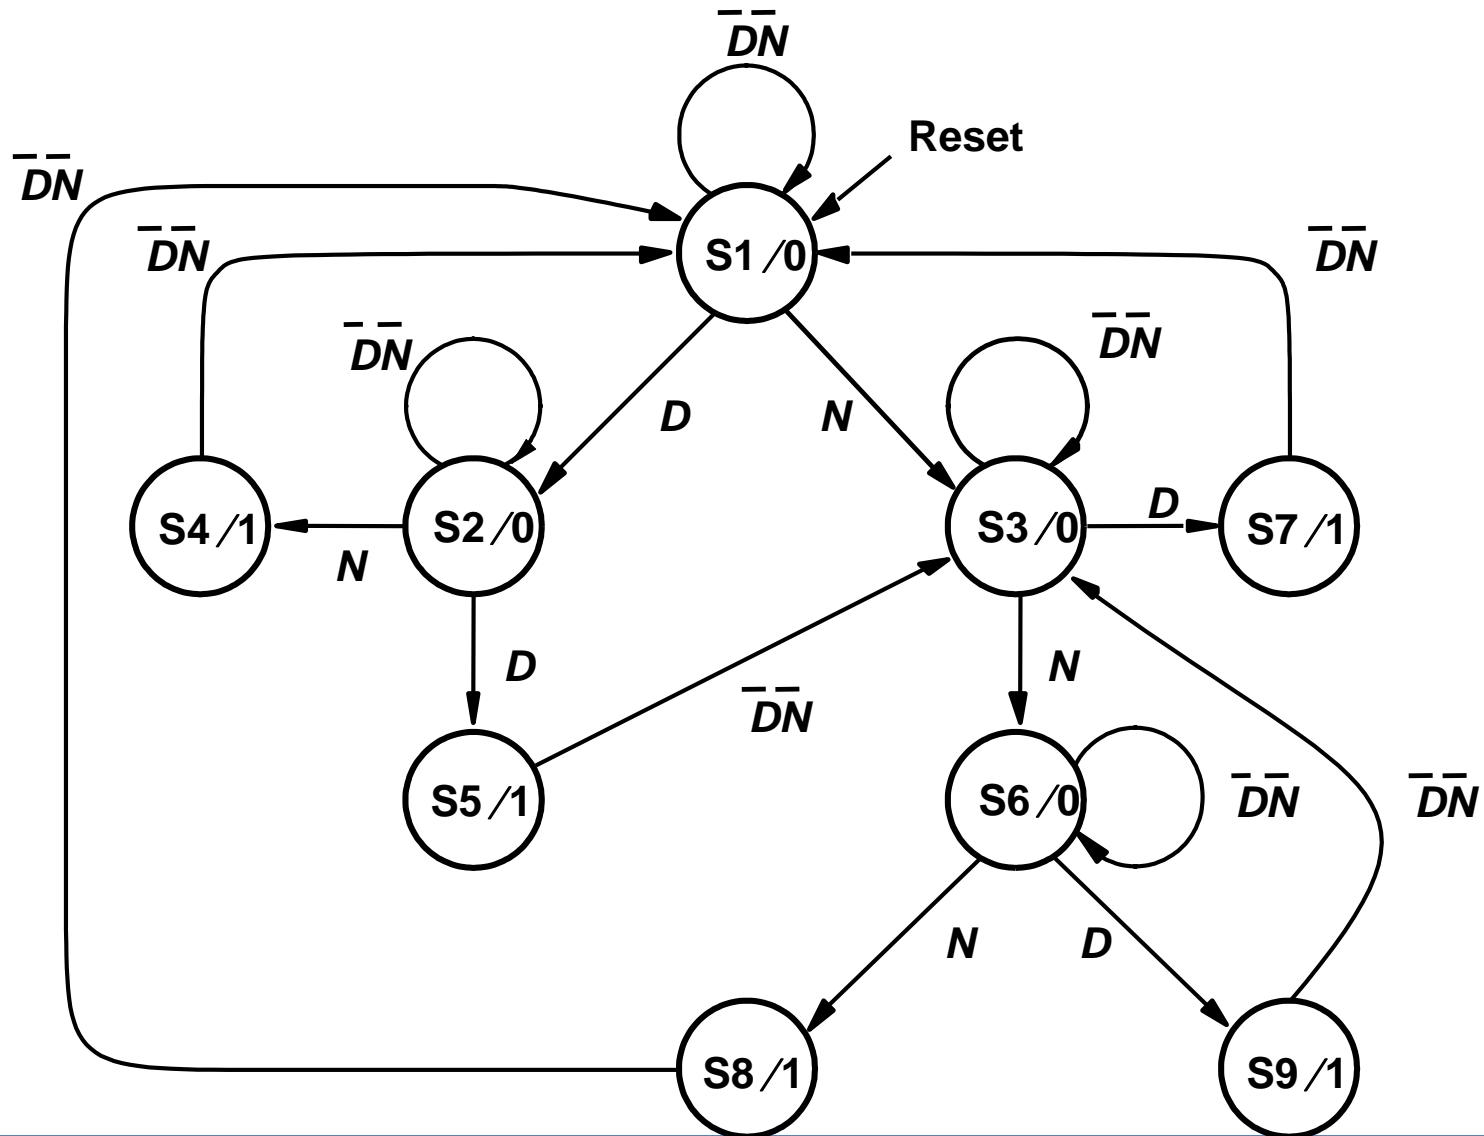 D̅N̅
Reset
D̅N̅
D̅N̅
S1/0
D̅N̅
D̅N̅
D̅N̅
D
N
S4/1
S2/0
S3/0
D
S7/1
N
D
N
D̅N̅
S5/1
S6/0
D̅N̅
D̅N̅
N
D
S8/1
S9/1